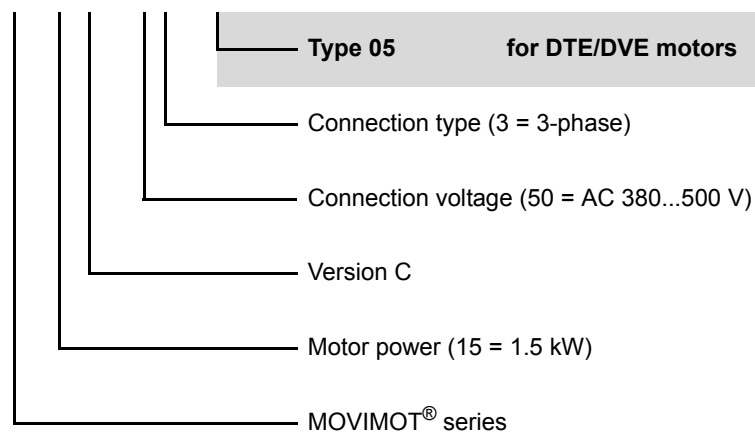 Type 05 for DTE/DVE motors
Connection type (3 = 3-phase)
Connection voltage (50 = AC 380...500 V)
Version C
Motor power (15 = 1.5 kW)
MOVIMOT® series